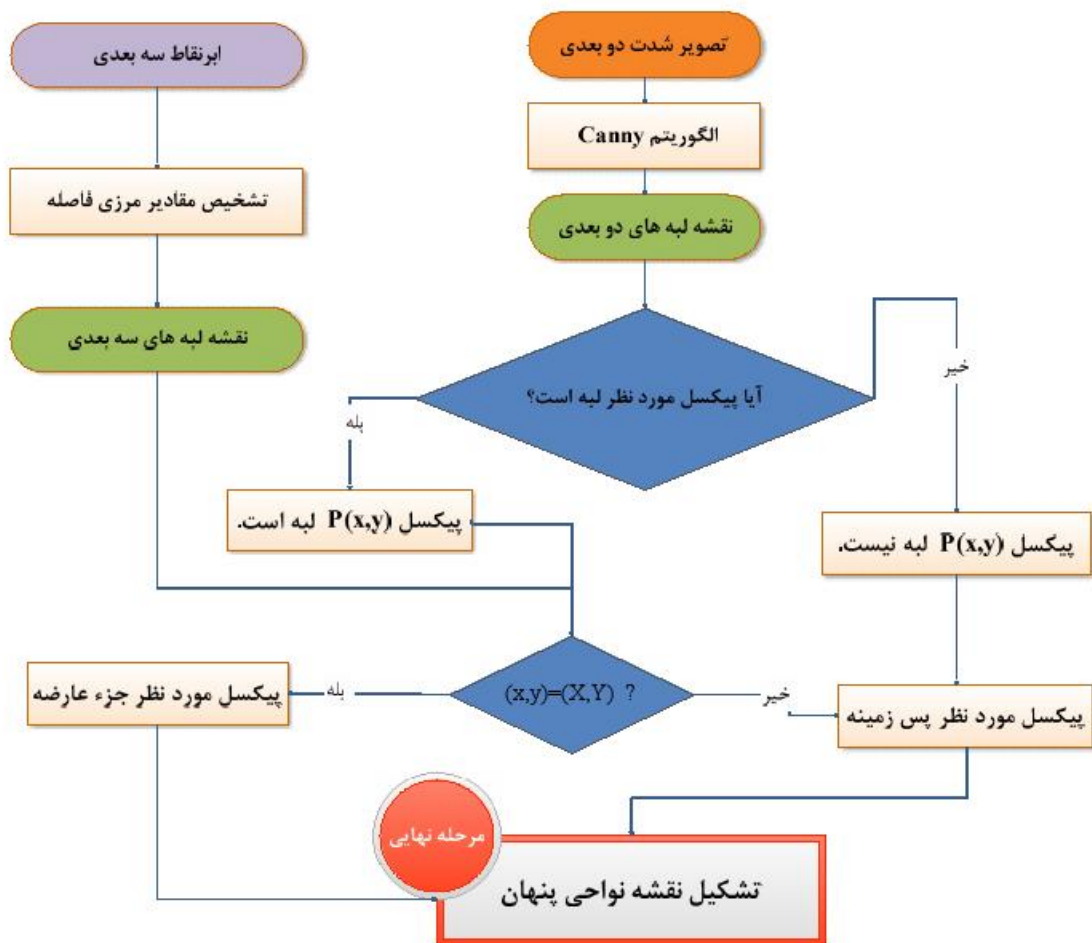 ابرنقاط سه بعدی
تصویر شدت دو بعدی
الگوریتم Canny
تشخیص مقادیر مرزی فاصله
نقشه لبه های دو بعدی
نقشه لبه های سه بعدی
آیا پیکسل مورد نظر لبه است؟
خیر
بله
پیکسل P(x,y) لبه است.
پیکسل P(x,y) لبه نیست.
(x,y)=(X,Y) ?
بله
خیر
پیکسل مورد نظر جزء عارضه
پیکسل مورد نظر پس زمینه
مرحله نهایی
تشکیل نقشه نواحی پنهان